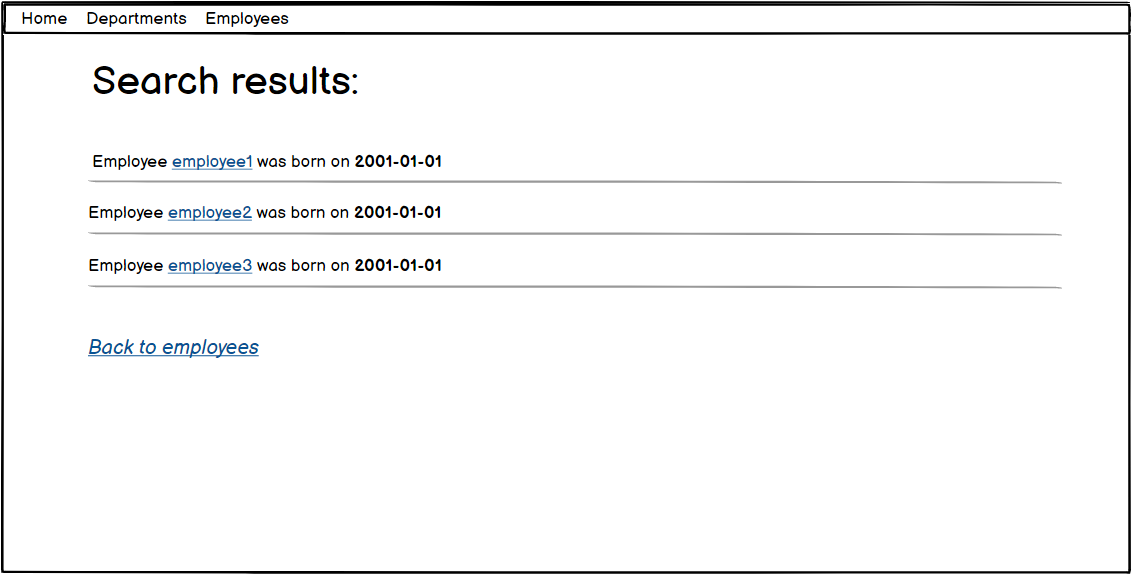 Home Departments Employees
Search results:
Employee employee1 was born on 2001-01-01
Employee employee2 was born on 2001-01-01
Employee employee3 was born on 2001-01-01
Back to employees